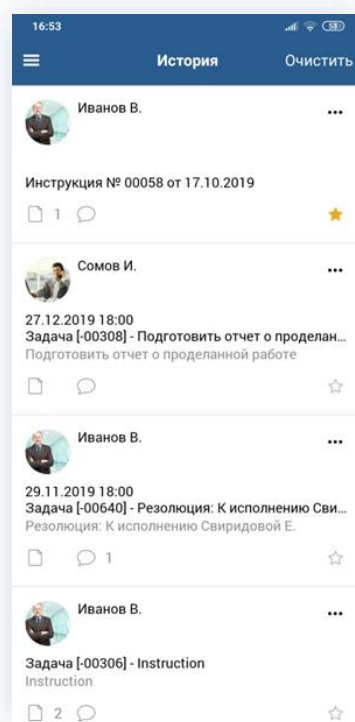 16:53
53
История Очистить
Иванов В.
Инструкция № 00058 от 17.10.2019
1
Сомов И.
27.12.2019 18:00
Задача [-00308] - Подготовить отчет о проделан...
Подготовить отчет о проделанной работе
Иванов В.
29.11.2019 18:00
Задача [-00640] - Резолюция: К исполнению Сви...
Резолюция: К исполнению Свиридовой Е.
1
Иванов В.
Задача [-00306] - Instruction
Instruction
2